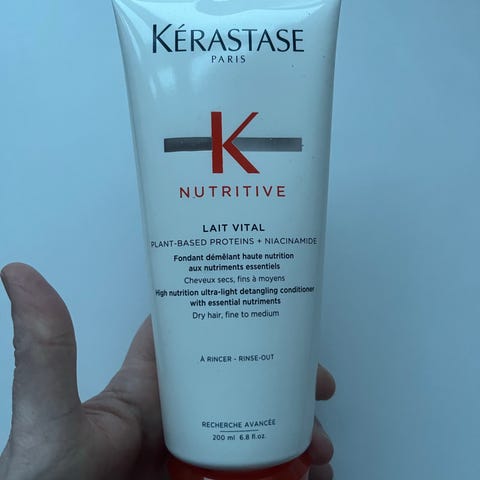 KÉRASTASE
PARIS
K
NUTRITIVE
LAIT VITAL
PLANT-BASED PROTEINS + NIACINAMIDE
Fondant démêlant haute nutrition
aux nutriments essentiels
Cheveux secs, fins à moyens
High nutrition ultra-light detangling conditioner
with essential nutriments
Dry hair, fine to medium
À RINCER - RINSE-OUT
RECHERCHE AVANCÉE
200 ml 6.8 fl.oz.